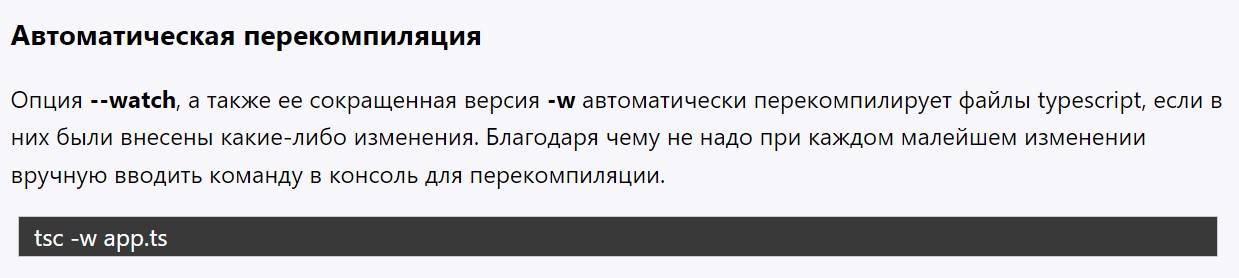 Автоматическая перекомпиляция
Опция --watch, а также ее сокращенная версия -w автоматически перекомпилирует файлы typescript, если в
них были внесены какие-либо изменения. Благодаря чему не надо при каждом малейшем изменении
вручную вводить команду в консоль для перекомпиляции.
tsc -w app.ts